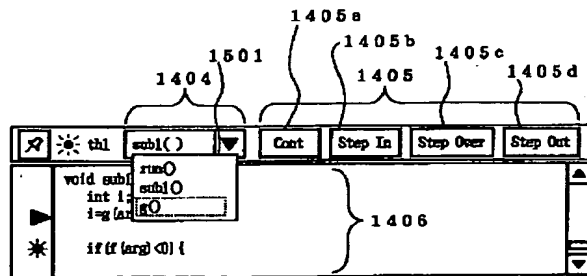 1405a
1405b
1501
1405c
1404
1405
1405d
th1 sub1() Cont Step In Step Over Step Out
run()
sub1()
g()
void sub1
int i;
i=g(ar
1406
if(f(arg)<0) {